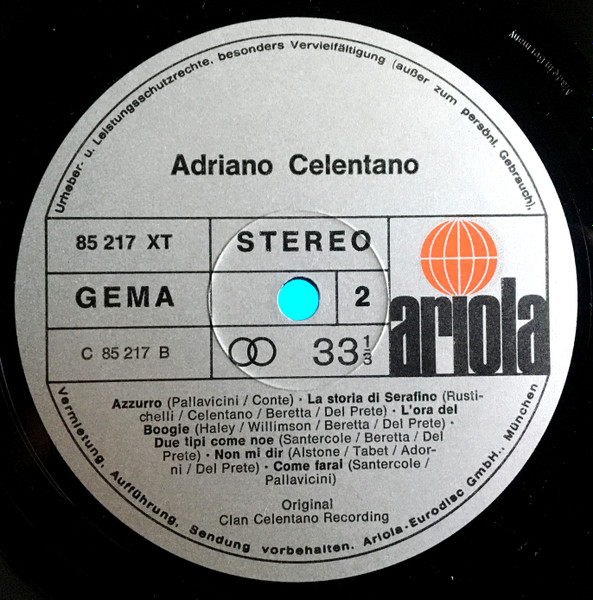 Urheber- u. Leistungsschutzrechte, besonders Vervielfältigung (außer zum persönl. Gebrauch),
Adriano Celentano
85 217 XT
STEREO
GEMA
2
C 85 217 B
33 1/3
ariola
Azzurro (Pallavicini / Conte) · La storia di Serafino (Rusti-
chelli / Celentano / Beretta / Del Prete) · L'ora del
Boogie (Haley / Willimson / Beretta / Del Prete) ·
Due tipi come noe (Santercole / Beretta / Del
Prete) · Non mi dir (Alstone / Tabet / Ador-
ni / Del Prete) · Come farai (Santercole /
Pallavicini)
Original
Clan Celentano Recording
Vermietung, Aufführung, Sendung vorbehalten. Ariola-Eurodisc GmbH., München